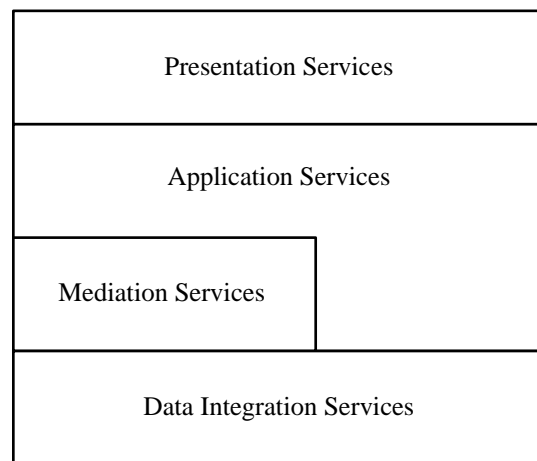 Presentation Services
Application Services
Mediation Services
Data Integration Services